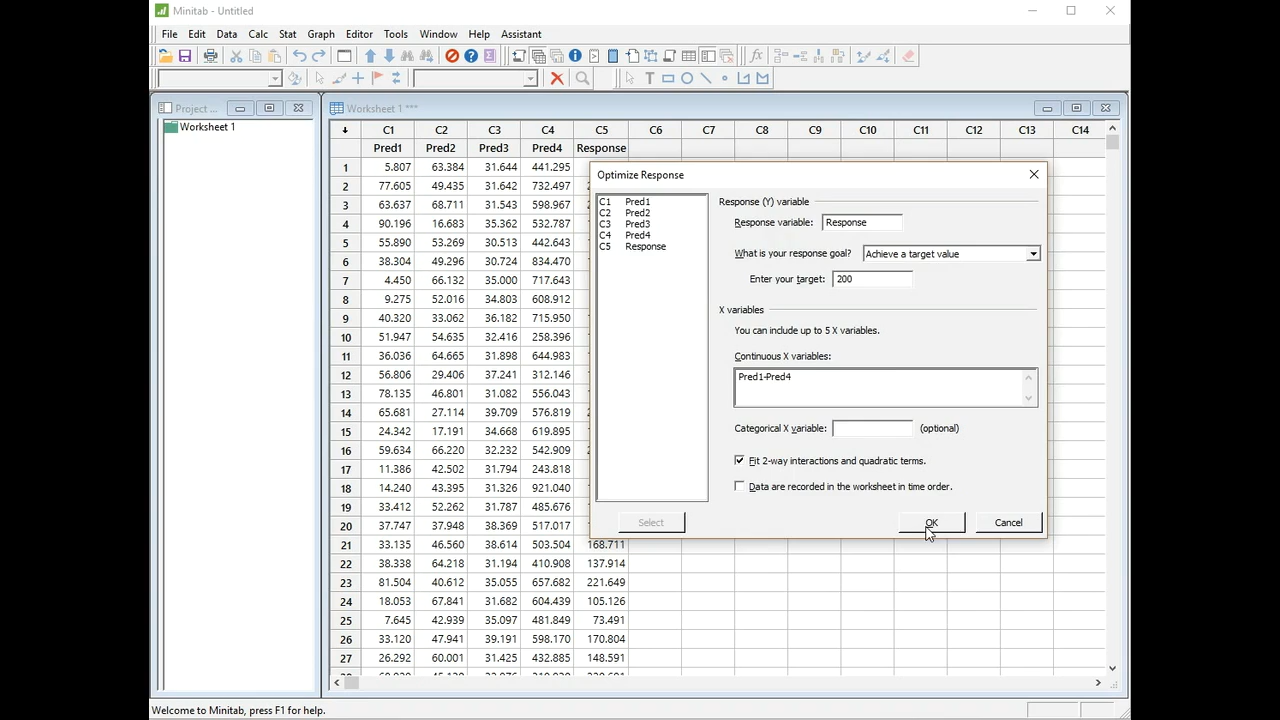 Minitab - Untitled
File Edit Data Calc Stat Graph Editor Tools Window Help Assistant
Project ...
Worksheet 1 ***
Worksheet 1
C1 C2 C3 C4 C5 C6 C7 C8 C9 C10 C11 C12 C13 C14
Pred1 Pred2 Pred3 Pred4 Response
1 5.807 63.384 31.644 441.295
2 77.605 49.435 31.642 732.497
3 63.637 68.711 31.543 598.967
4 90.196 16.683 35.362 532.787
5 55.890 53.269 30.513 442.643
6 38.304 49.296 30.724 834.470
7 4.450 66.132 35.000 717.643
8 9.275 52.016 34.803 608.912
9 40.320 33.062 36.182 715.950
10 51.947 54.635 32.416 258.396
11 36.036 64.665 31.898 644.983
12 56.806 29.406 37.241 312.146
13 78.135 46.801 31.082 556.043
14 65.681 27.114 39.709 576.819
15 24.342 17.191 34.668 619.895
16 59.634 66.220 32.232 542.909
17 11.386 42.502 31.794 243.818
18 14.240 43.395 31.326 921.040
19 33.412 52.262 31.787 485.676
20 37.747 37.948 38.369 517.017
21 33.135 46.560 38.614 503.504 168.711
22 38.338 64.218 31.194 410.908 137.914
23 81.504 40.612 35.055 657.682 221.649
24 18.053 67.841 31.682 604.439 105.126
25 7.645 42.939 35.097 481.849 73.491
26 33.120 47.941 39.191 598.170 170.804
27 26.292 60.001 31.425 432.885 148.591
Optimize Response
C1 Pred1
C2 Pred2
C3 Pred3
C4 Pred4
C5 Response
Select
Response (Y) variable
Response variable: Response
What is your response goal? Achieve a target value
Enter your target: 200
X variables
You can include up to 5 X variables.
Continuous X variables:
Pred1-Pred4
Categorical X variable: (optional)
Fit 2-way interactions and quadratic terms.
Data are recorded in the worksheet in time order.
OK Cancel
Welcome to Minitab, press F1 for help.